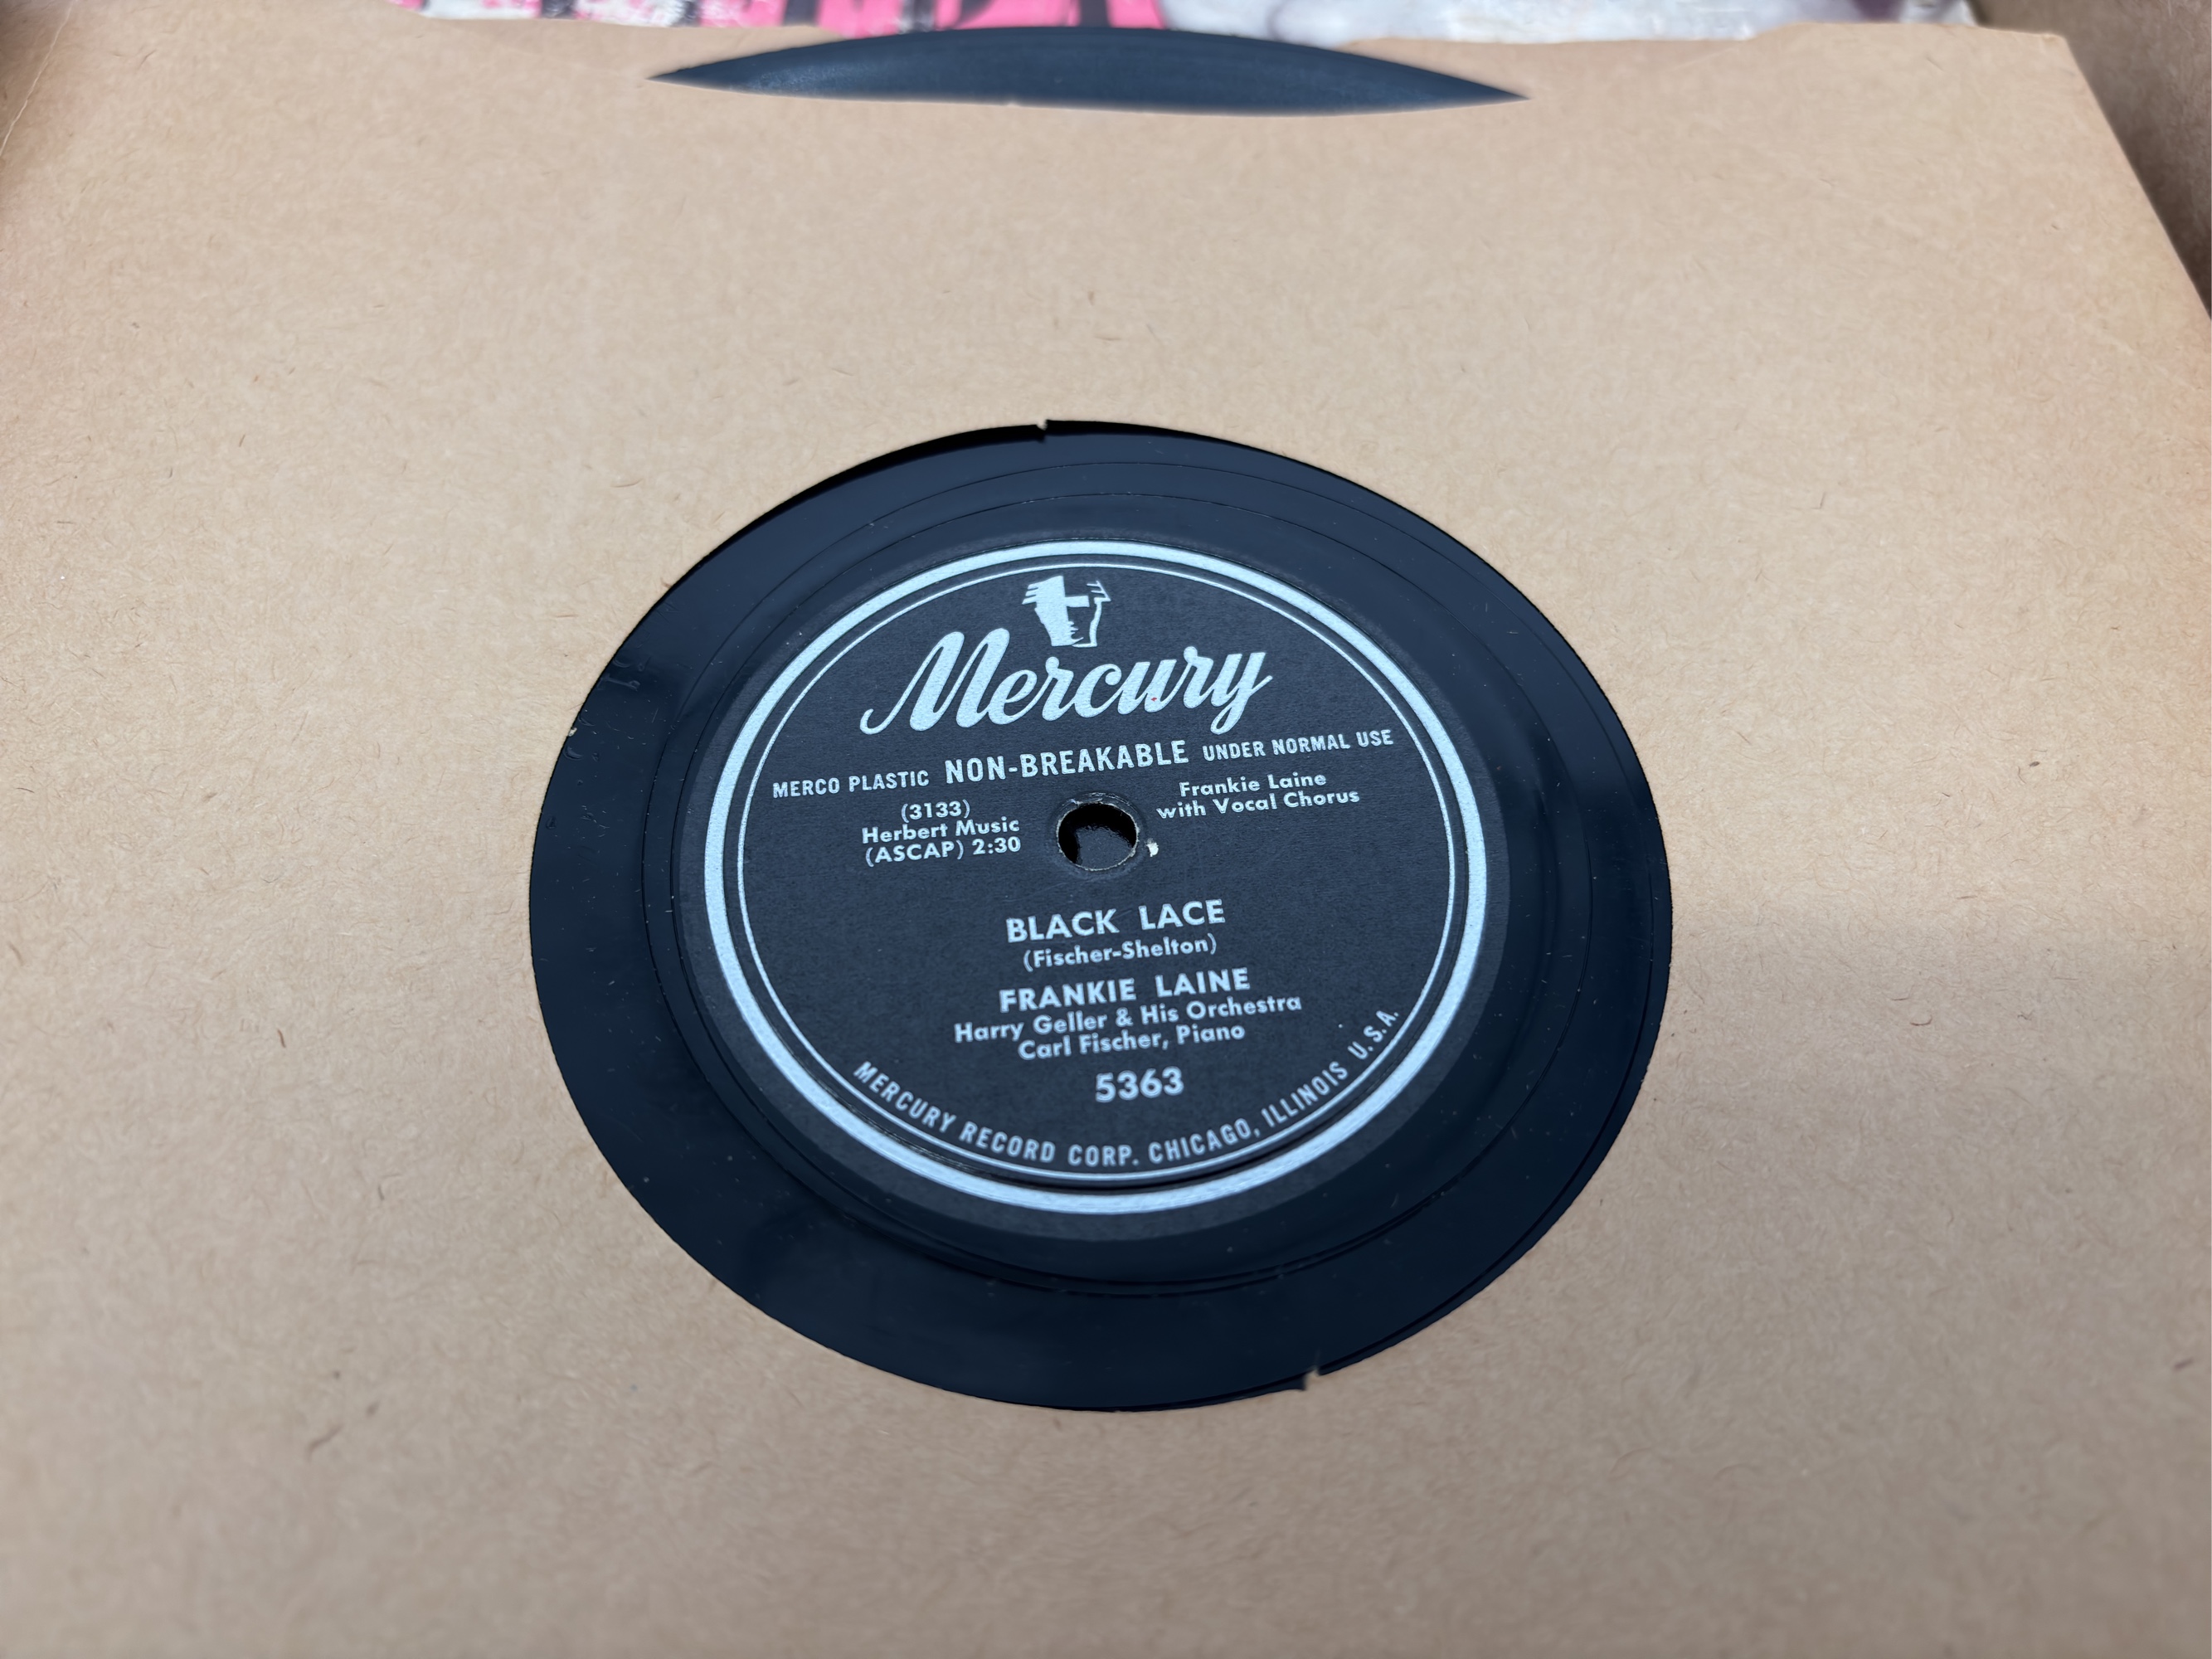 Mercury
MERCO PLASTIC NON-BREAKABLE UNDER NORMAL USE
(3133)
Herbert Music
(ASCAP) 2:30
Frankie Laine
with Vocal Chorus
BLACK LACE
(Fischer-Shelton)
FRANKIE LAINE
Harry Geller & His Orchestra
Carl Fischer, Piano
5363
MERCURY RECORD CORP. CHICAGO, ILLINOIS U.S.A.